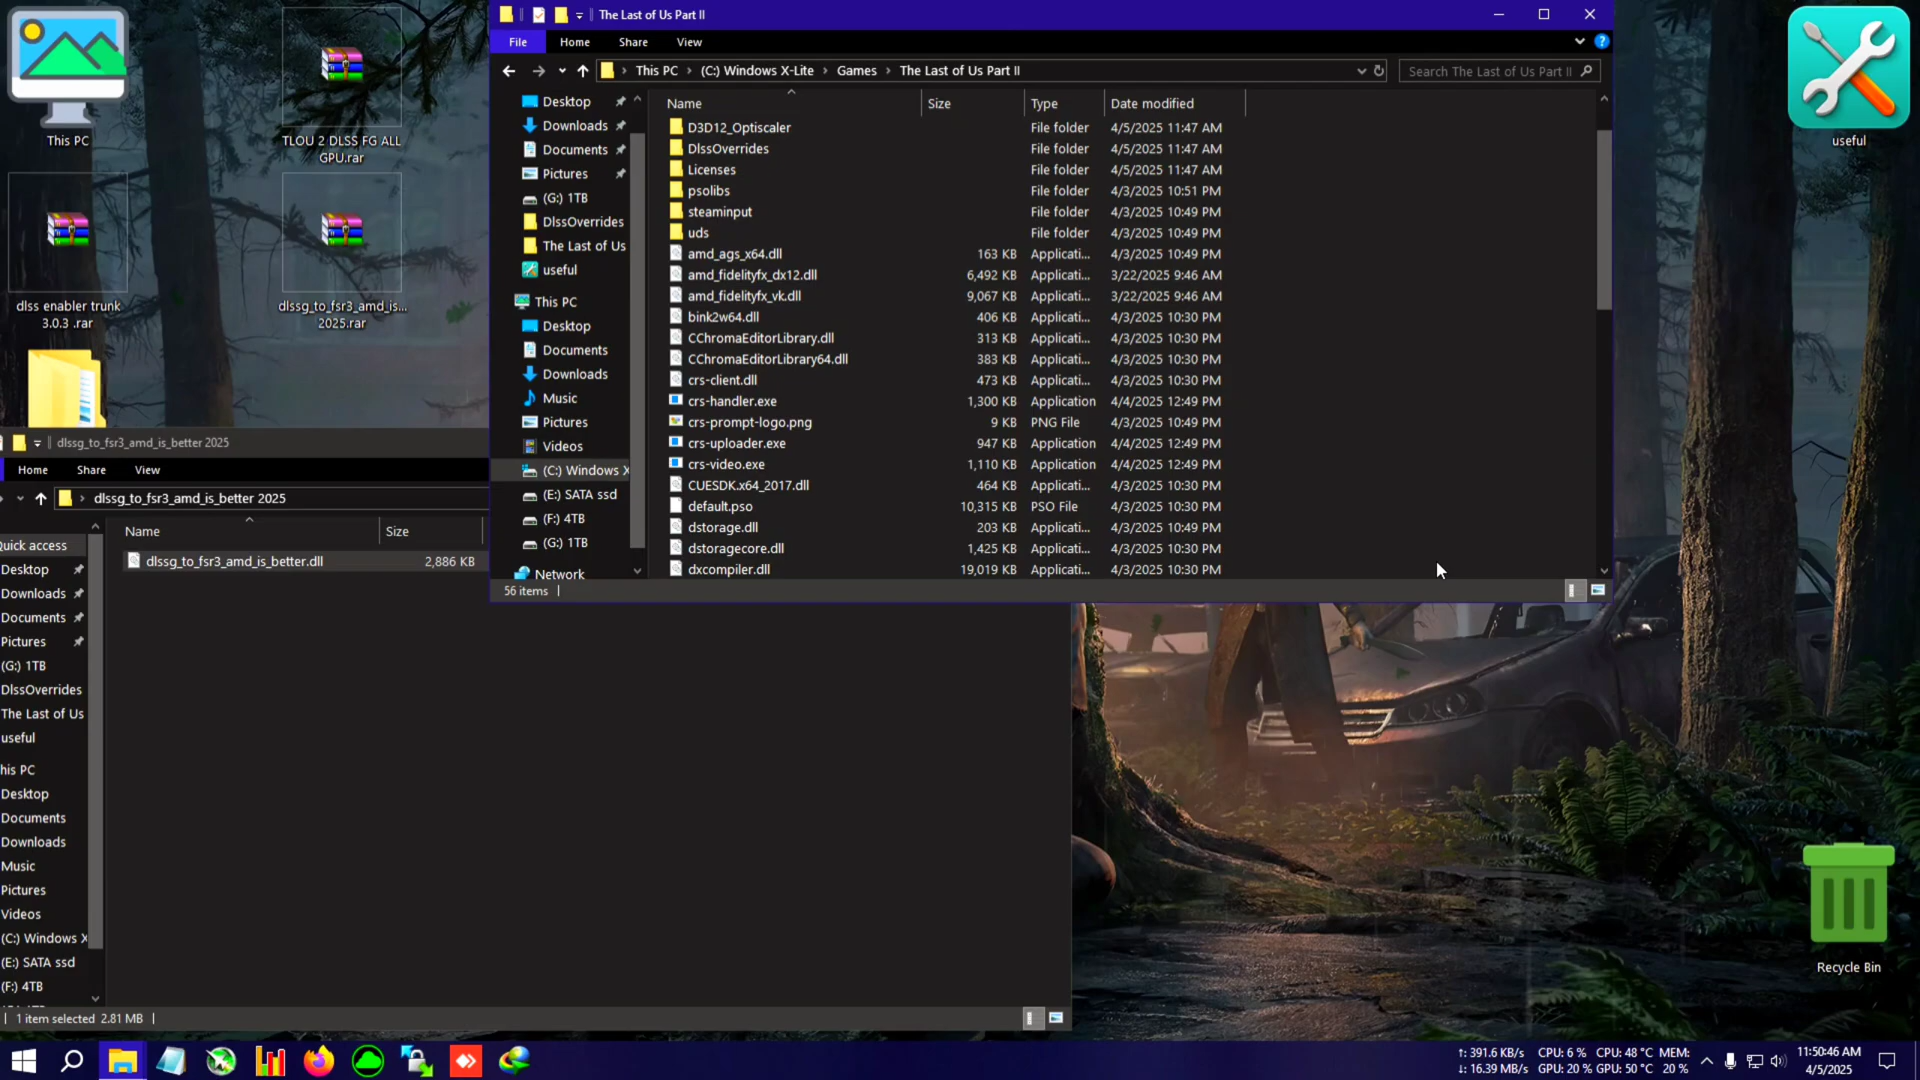 This PC
TLOU 2 DLSS FG ALL
GPU.rar
dlss enabler trunk
3.0.3 .rar
dlssg_to_fsr3_amd_is...
2025.rar
The Last of Us Part II
File
Home
Share
View
This PC
(C:) Windows X-Lite
Games
The Last of Us Part II
Search The Last of Us Part II
Desktop
Downloads
Documents
Pictures
(G:) 1TB
DlssOverrides
The Last of Us
useful
This PC
Desktop
Documents
Downloads
Music
Pictures
Videos
(C:) Windows X
(E:) SATA ssd
(F:) 4TB
(G:) 1TB
Network
Name Size Type Date modified
D3D12_Optiscaler File folder 4/5/2025 11:47 AM
DlssOverrides File folder 4/5/2025 11:47 AM
Licenses File folder 4/5/2025 11:47 AM
psolibs File folder 4/3/2025 10:51 PM
steaminput File folder 4/3/2025 10:49 PM
uds File folder 4/3/2025 10:49 PM
amd_ags_x64.dll 163 KB Applicati... 4/3/2025 10:49 PM
amd_fidelityfx_dx12.dll 6,492 KB Applicati... 3/22/2025 9:46 AM
amd_fidelityfx_vk.dll 9,067 KB Applicati... 3/22/2025 9:46 AM
bink2w64.dll 406 KB Applicati... 4/3/2025 10:30 PM
CChromaEditorLibrary.dll 313 KB Applicati... 4/3/2025 10:30 PM
CChromaEditorLibrary64.dll 383 KB Applicati... 4/3/2025 10:30 PM
crs-client.dll 473 KB Applicati... 4/3/2025 10:30 PM
crs-handler.exe 1,300 KB Application 4/4/2025 12:49 PM
crs-prompt-logo.png 9 KB PNG File 4/3/2025 10:49 PM
crs-uploader.exe 947 KB Application 4/4/2025 12:49 PM
crs-video.exe 1,110 KB Application 4/4/2025 12:49 PM
CUESDK.x64_2017.dll 464 KB Applicati... 4/3/2025 10:30 PM
default.pso 10,315 KB PSO File 4/3/2025 10:30 PM
dstorage.dll 203 KB Applicati... 4/3/2025 10:49 PM
dstoragecore.dll 1,425 KB Applicati... 4/3/2025 10:30 PM
dxcompiler.dll 19,019 KB Applicati... 4/3/2025 10:30 PM
56 items
dlssg_to_fsr3_amd_is_better 2025
Home
Share
View
dlssg_to_fsr3_amd_is_better 2025
Name Size
dlssg_to_fsr3_amd_is_better.dll 2,886 KB
Quick access
Desktop
Downloads
Documents
Pictures
(G:) 1TB
DlssOverrides
The Last of Us
useful
his PC
Desktop
Documents
Downloads
Music
Pictures
Videos
(C:) Windows X
(E:) SATA ssd
(F:) 4TB
1 item selected 2.81 MB
useful
Recycle Bin
↑: 391.6 KB/s CPU: 6 % CPU: 48 °C MEM:
↓: 16.39 MB/s GPU: 20 % GPU: 50 °C 20 %
11:50:46 AM
4/5/2025